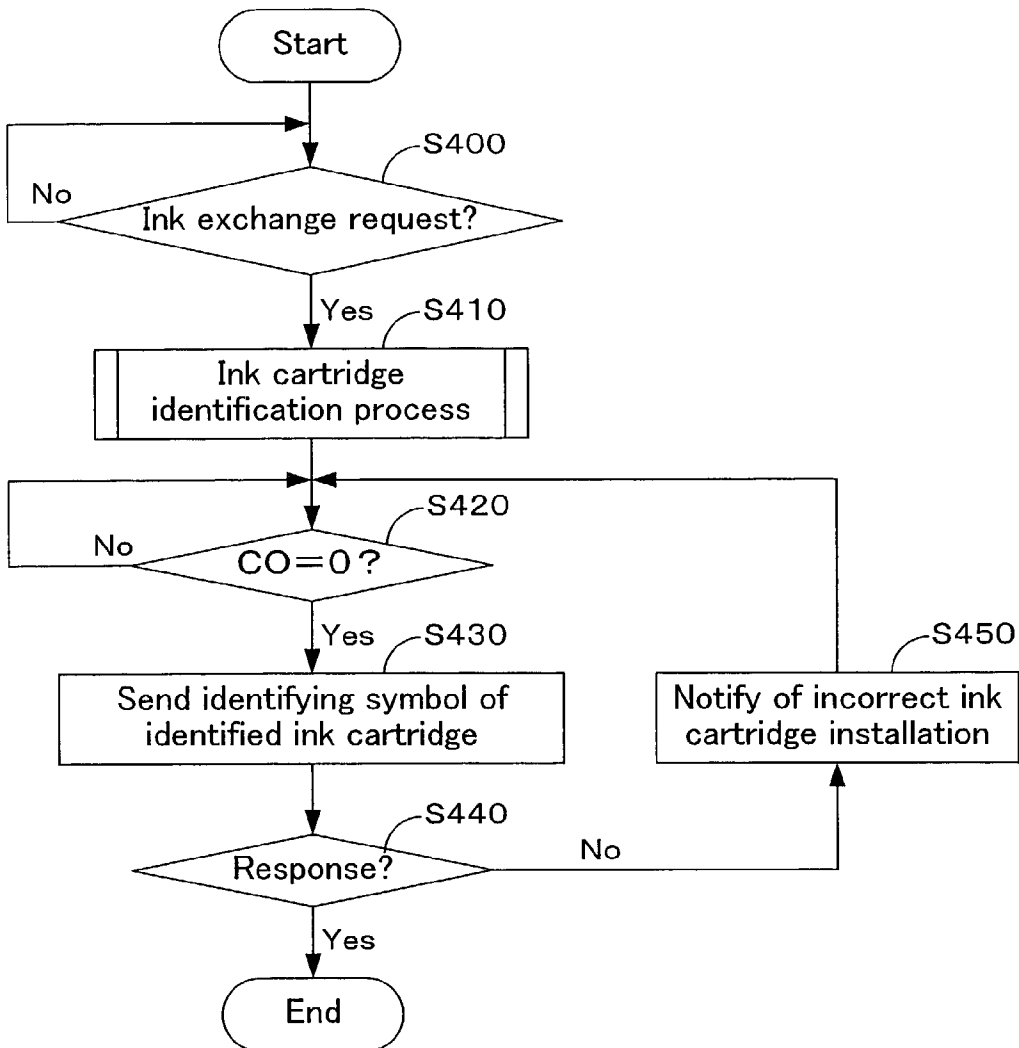 Start
S400
No
Ink exchange request?
Yes
S410
Ink cartridge
identification process
S420
No
CO=0?
Yes
S430
S450
Send identifying symbol of
identified ink cartridge
Notify of incorrect ink
cartridge installation
S440
Response?
No
Yes
End